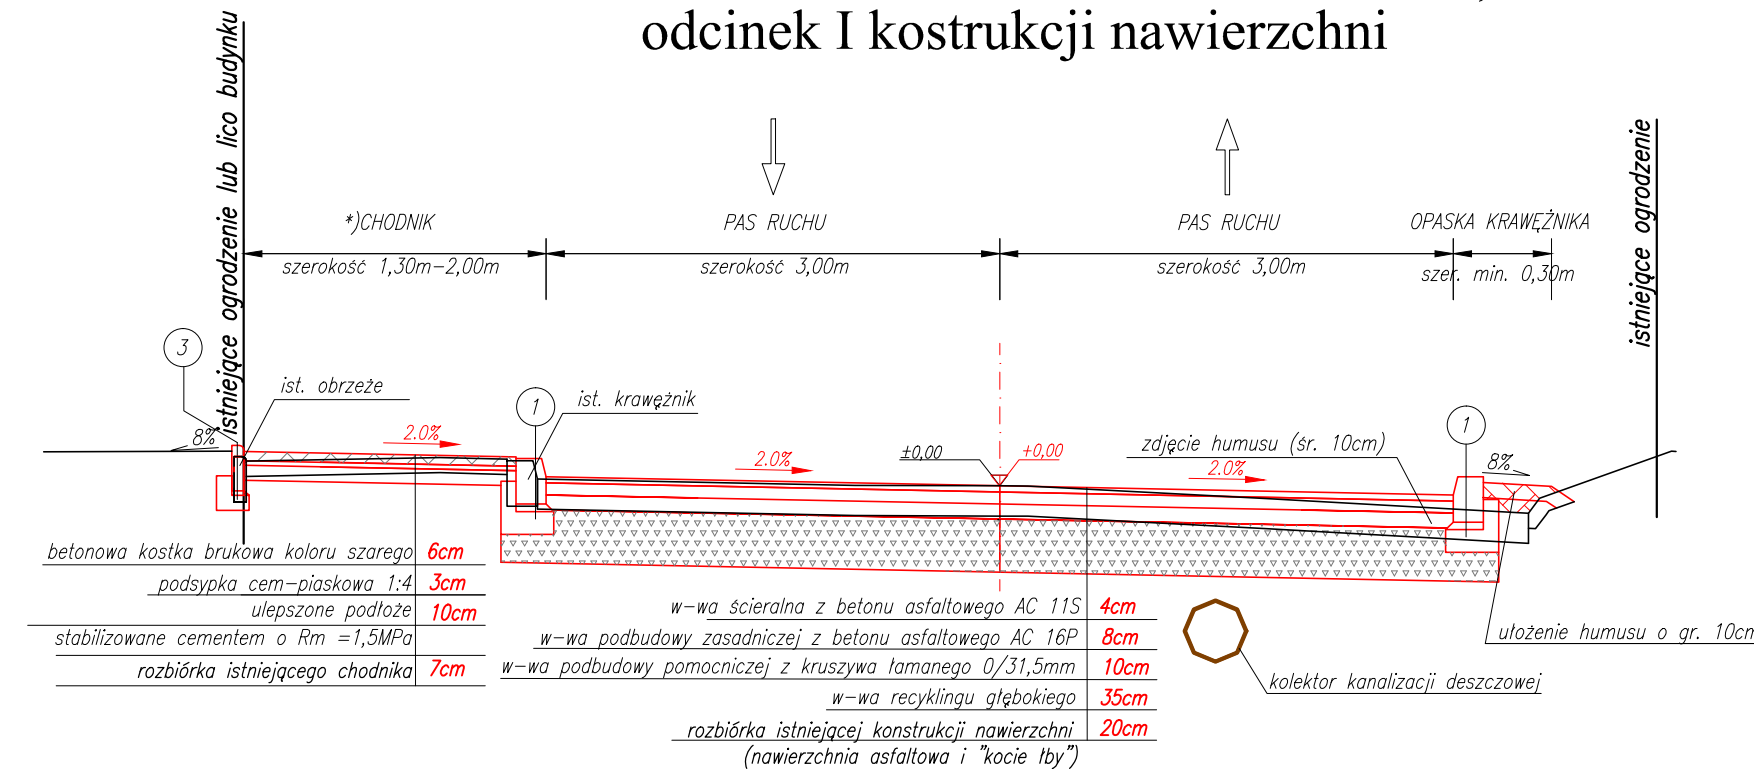 odcinek I kostrukcji nawierzchni
istniejące ogrodzenie lub lico budynku
istniejące ogrodzenie
*)CHODNIK
szerokość 1,30m-2,00m
PAS RUCHU
szerokość 3,00m
PAS RUCHU
szerokość 3,00m
OPASKA KRAWĘŻNIKA
szer. min. 0,30m
3
ist. obrzeże
1
ist. krawężnik
1
8%
2.0%
2.0%
±0,00
+0,00
zdjęcie humusu (śr. 10cm)
2.0%
8%
betonowa kostka brukowa koloru szarego 6cm
podsypka cem-piaskowa 1:4 3cm
ulepszone podłoże 10cm
stabilizowane cementem o Rm =1,5MPa
rozbiórka istniejącego chodnika 7cm
w-wa ścieralna z betonu asfaltowego AC 11S 4cm
w-wa podbudowy zasadniczej z betonu asfaltowego AC 16P 8cm
w-wa podbudowy pomocniczej z kruszywa łamanego 0/31,5mm 10cm
w-wa recyklingu głębokiego 35cm
rozbiórka istniejącej konstrukcji nawierzchni 20cm
(nawierzchnia asfaltowa i "kocie łby")
kolektor kanalizacji deszczowej
ułożenie humusu o gr. 10cm